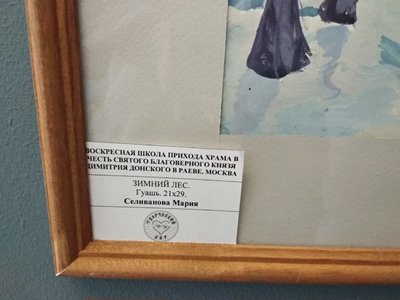 ВОСКРЕСНАЯ ШКОЛА ПРИХОДА ХРАМА В
ЧЕСТЬ СВЯТОГО БЛАГОВЕРНОГО КНЯЗЯ
ДИМИТРИЯ ДОНСКОГО В РАЕВЕ. МОСКВА
ЗИМНИЙ ЛЕС.
Гуашь. 21х29.
Селиванова Мария